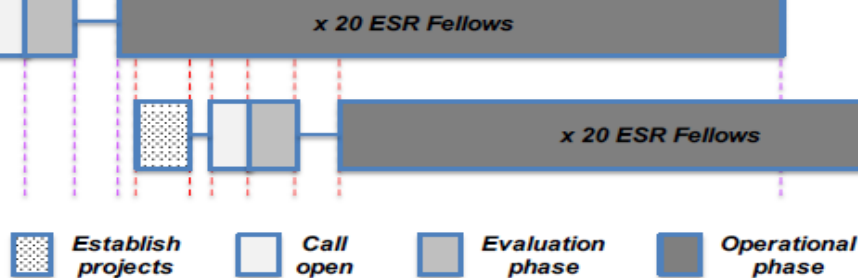 x 20 ESR Fellows
x 20 ESR Fellows
Establish
projects
Call
open
Evaluation
phase
Operational
phase